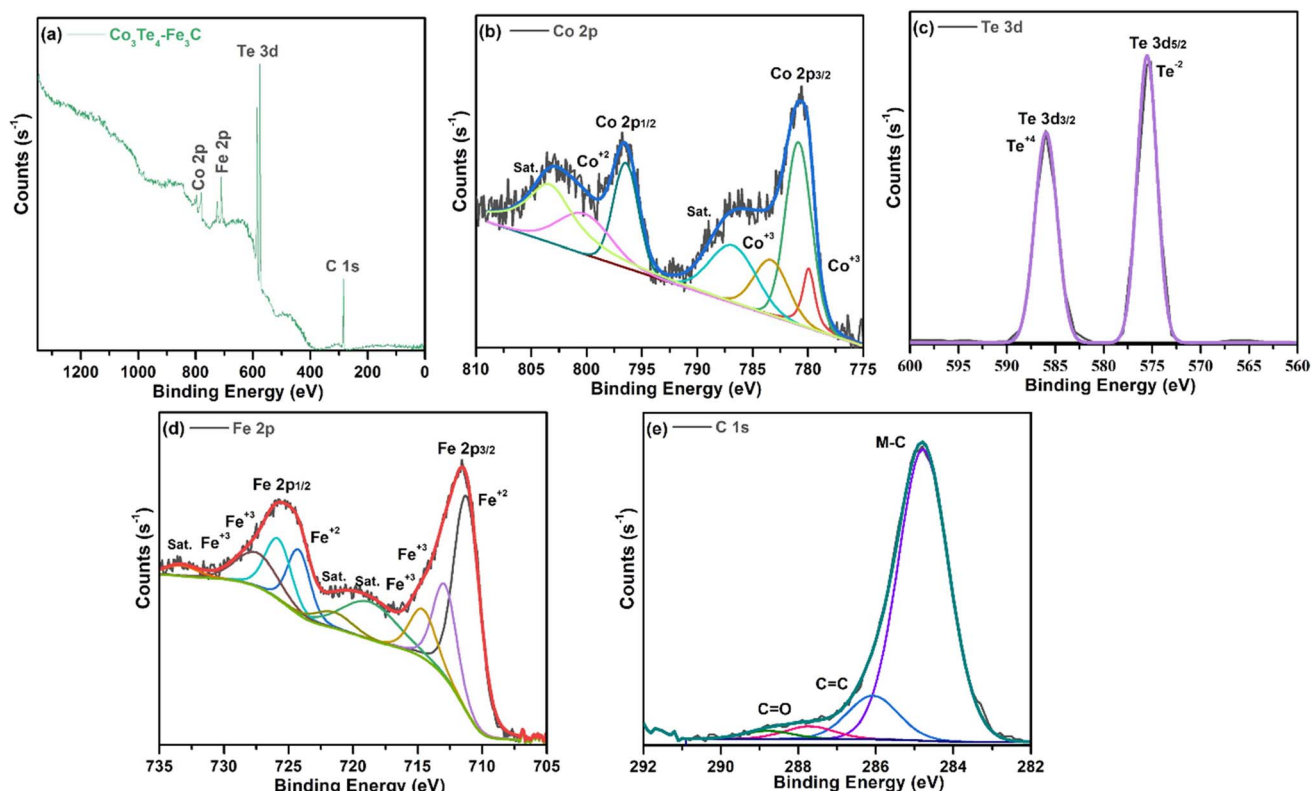 (a)
Co₃Te₄-Fe₃C
Te 3d
Co 2p
Fe 2p
C 1s
Counts (s⁻¹)
1200 1000 800 600 400 200 0
Binding Energy (eV)
(b) Co 2p
Co 2p3/2
Co 2p1/2
Co⁺²
Sat.
Sat.
Co⁺³
Co⁺³
Counts (s⁻¹)
810 805 800 795 790 785 780 775
Binding Energy (eV)
(c) Te 3d
Te 3d5/2
Te⁻²
Te 3d3/2
Te⁺⁴
Counts (s⁻¹)
600 595 590 585 580 575 570 565 560
Binding Energy (eV)
(d) Fe 2p
Fe 2p3/2
Fe⁺²
Fe 2p1/2
Fe⁺³
Fe⁺³
Fe⁺²
Sat.
Sat.
Sat.
Fe⁺³
Fe⁺³
Counts (s⁻¹)
735 730 725 720 715 710 705
Binding Energy (eV)
(e) C 1s
M-C
C=C
C=O
Counts (s⁻¹)
292 290 288 286 284 282
Binding Energy (eV)